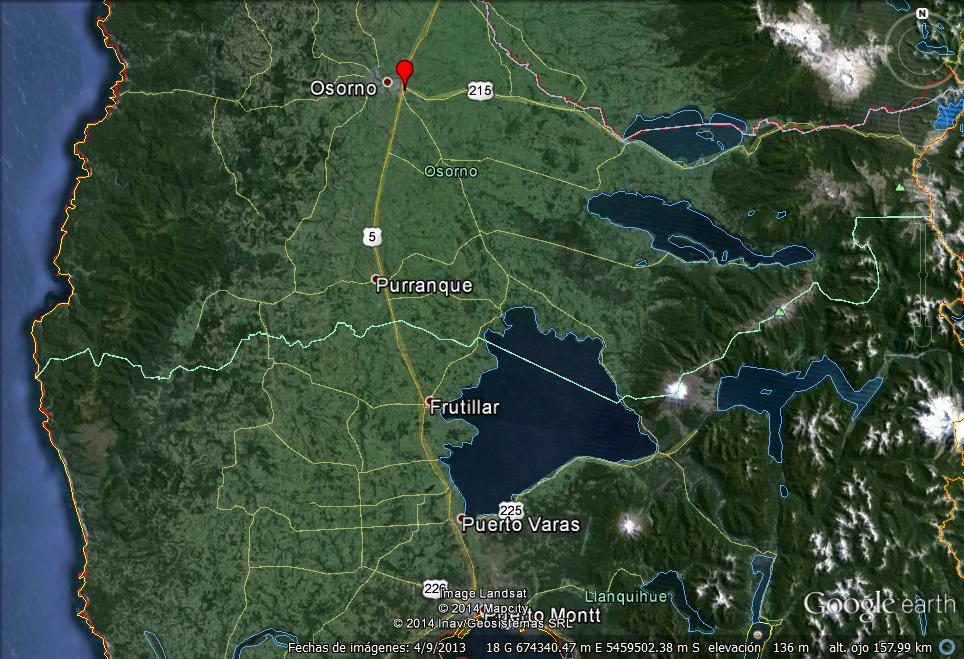 N
Osorno
215
Osorno
5
Purranque
Frutillar
225
Puerto Varas
226
Image Landsat
© 2014 Mapcity
Llanquihue
Puerto Montt
© 2014 Inav/Geosistemas SRL
Google earth
Fechas de imágenes: 4/9/2013 18 G 674340.47 m E 5459502.38 m S elevación 136 m alt. ojo 157.99 km